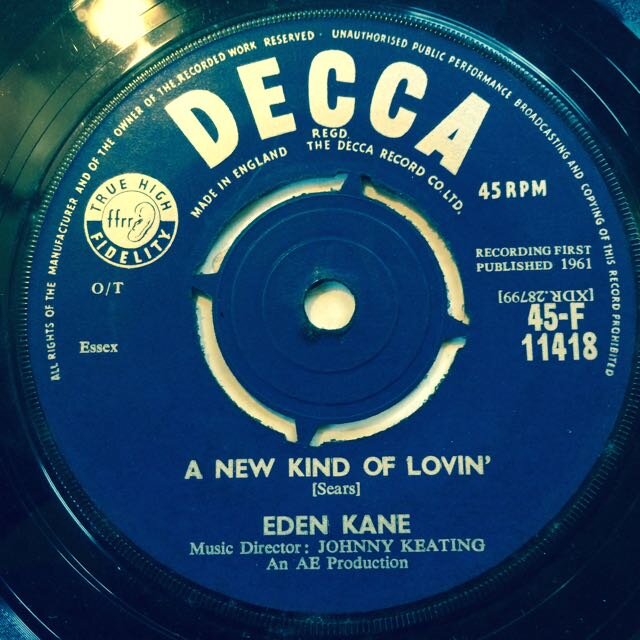 ALL RIGHTS OF THE MANUFACTURER AND OF THE OWNER OF THE RECORDED WORK RESERVED · UNAUTHORISED PUBLIC PERFORMANCE BROADCASTING AND COPYING OF THIS RECORD PROHIBITED
DECCA
REGD.
MADE IN ENGLAND THE DECCA RECORD CO. LTD.
45 RPM
TRUE HIGH
ffrr
FIDELITY
RECORDING FIRST
PUBLISHED 1961
O/T
[XDR.28799]
45-F
11418
Essex
A NEW KIND OF LOVIN'
[Sears]
EDEN KANE
Music Director: JOHNNY KEATING
An AE Production